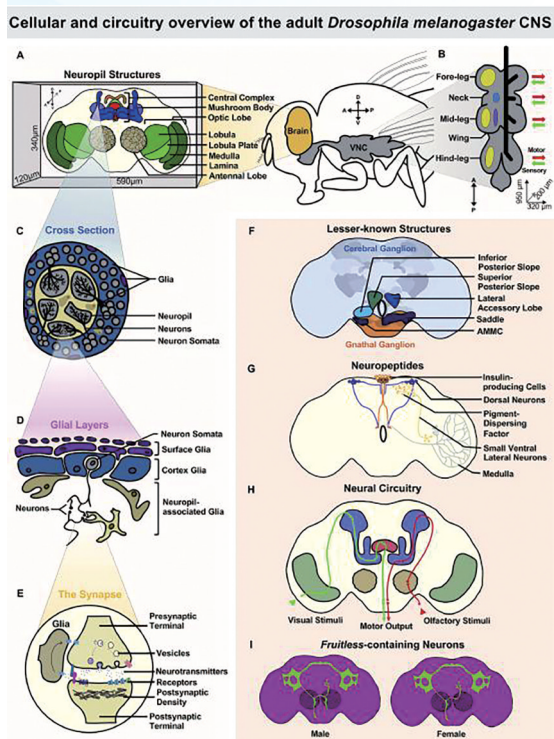 Cellular and circuitry overview of the adult Drosophila melanogaster CNS
A
Neuropil Structures
Central Complex
Mushroom Body
Optic Lobe
Lobula
Lobula Plate
Medulla
Lamina
Antennal Lobe
340µm
120µm
590µm
D
A
P
V
Brain
VNC
B
Fore-leg
Neck
Mid-leg
Wing
Hind-leg
Motor
Sensory
A
P
950 µm
500 µm
320 µm
C
Cross Section
Glia
Neuropil
Neurons
Neuron Somata
D
Glial Layers
Neuron Somata
Surface Glia
Cortex Glia
Neuropil-
associated Glia
Neurons
E
The Synapse
Glia
Presynaptic
Terminal
Vesicles
Neurotransmitters
Receptors
Postsynaptic
Density
Postsynaptic
Terminal
F
Lesser-known Structures
Cerebral Ganglion
Inferior
Posterior Slope
Superior
Posterior Slope
Lateral
Accessory Lobe
Saddle
AMMC
Gnathal Ganglion
G
Neuropeptides
Insulin-
producing Cells
Dorsal Neurons
Pigment-
Dispersing
Factor
Small Ventral
Lateral Neurons
Medulla
H
Neural Circuitry
Visual Stimuli
Motor Output
Olfactory Stimuli
I
Fruitless-containing Neurons
Male
Female